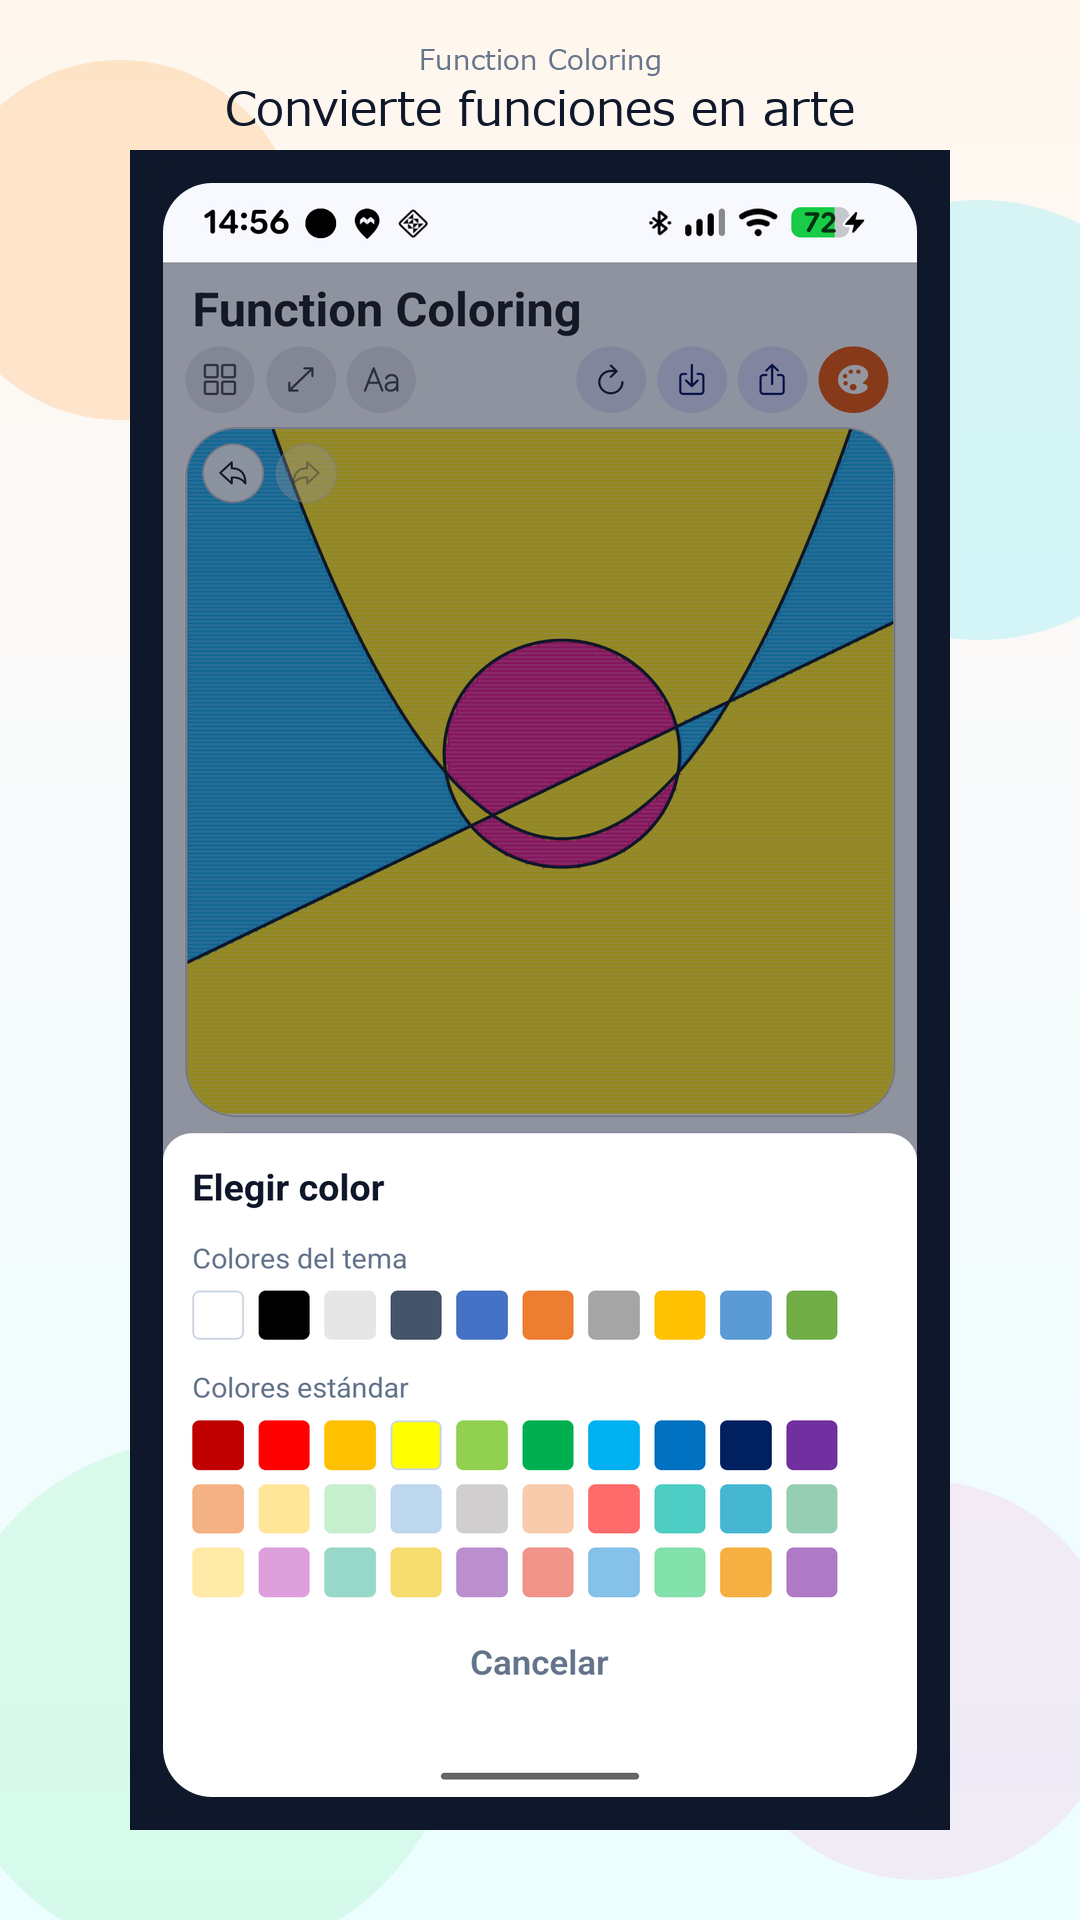 Function Coloring
Convierte funciones en arte
14:56
72
Function Coloring
Aa
Elegir color
Colores del tema
Colores estándar
Cancelar